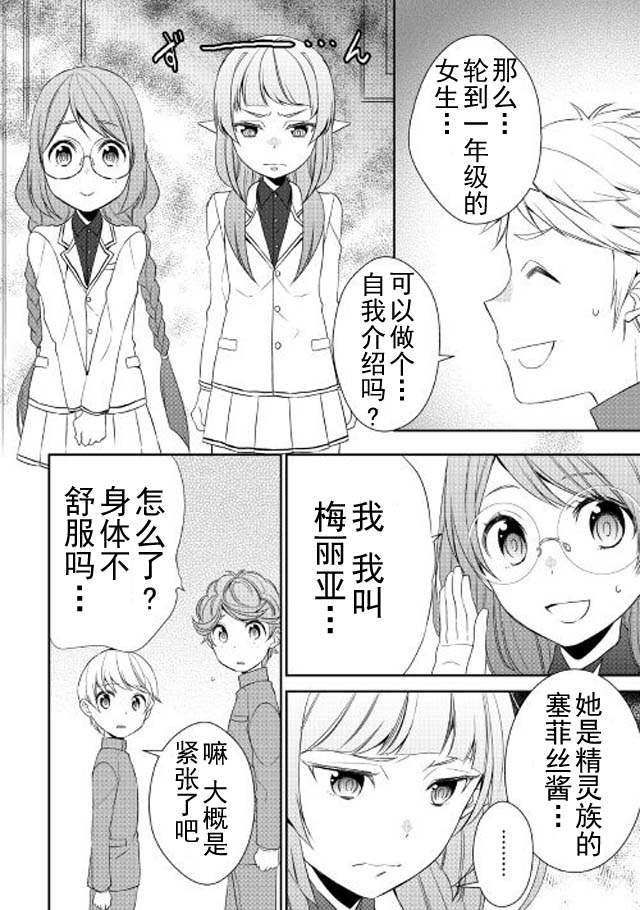 那么…
轮到一年级的
女生…
ず
ーん…
可以做个…
自我介绍吗?
我 我叫
梅丽亚…
怎么了?
身体不
舒服吗…
嘛 大概是
紧张了吧
她是精灵族的
塞菲丝酱…
……